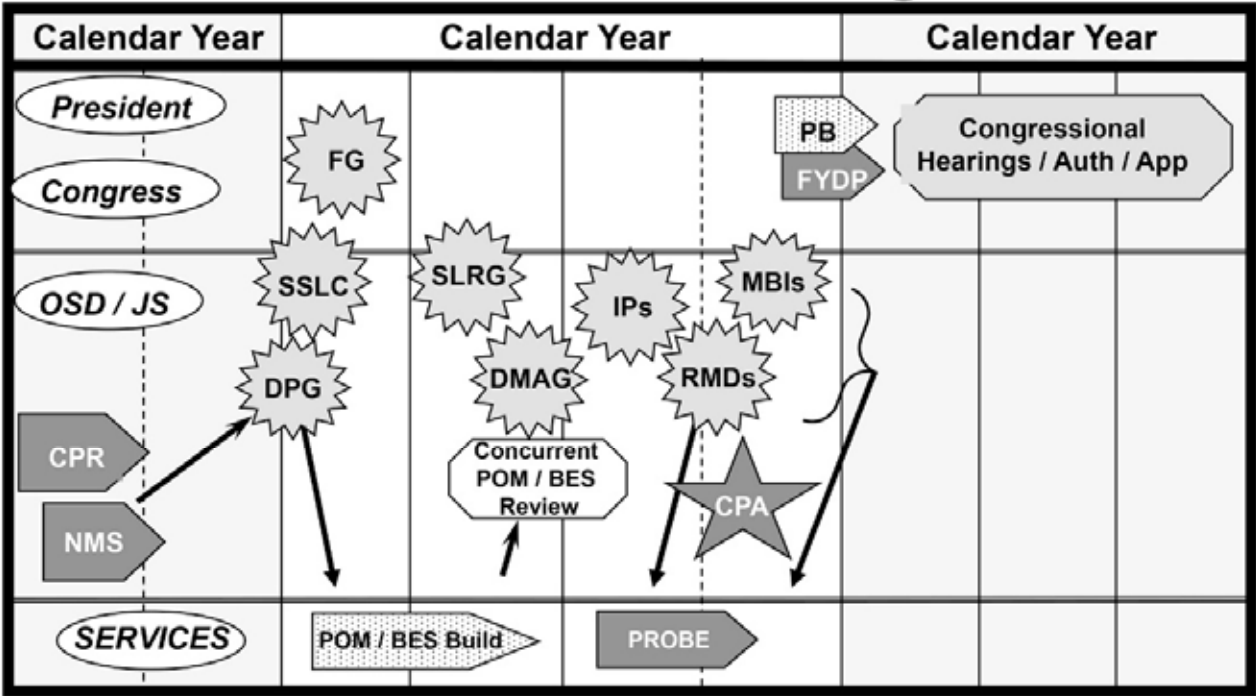 Calendar Year
Calendar Year
Calendar Year
President
Congress
FG
PB
FYDP
Congressional
Hearings / Auth / App
OSD / JS
SSLC
SLRG
IPs
MBIs
DPG
DMAG
RMDs
CPR
NMS
Concurrent
POM / BES
Review
CPA
SERVICES
POM / BES Build
PROBE